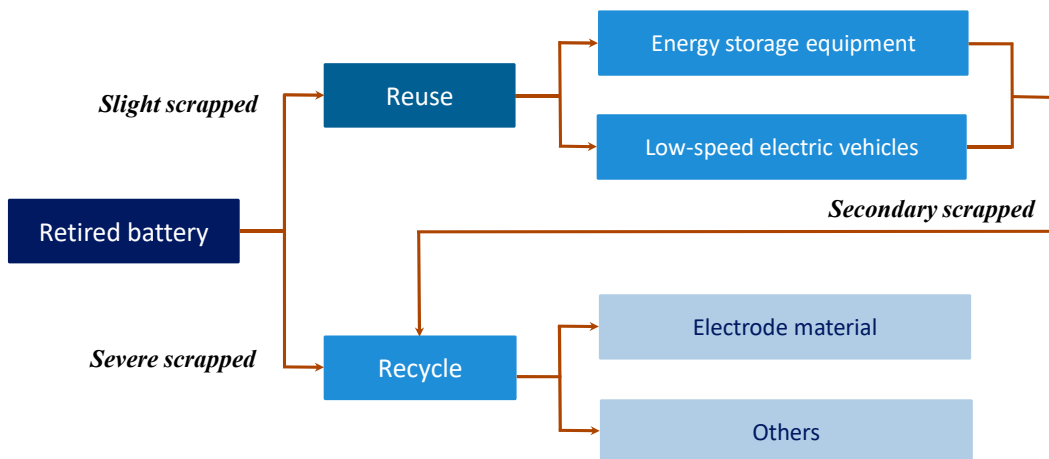 Energy storage equipment
Slight scrapped
Reuse
Low-speed electric vehicles
Secondary scrapped
Retired battery
Electrode material
Severe scrapped
Recycle
Others